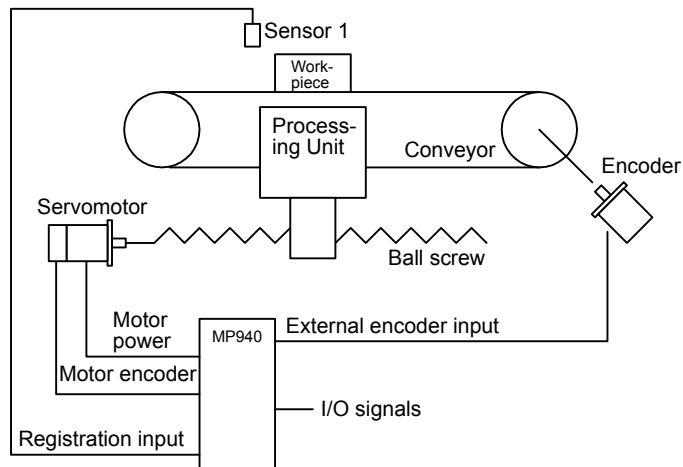 Sensor 1
Work-
piece
Process-
ing Unit
Conveyor
Encoder
Servomotor
Ball screw
Motor
power
MP940
External encoder input
Motor encoder
I/O signals
Registration input